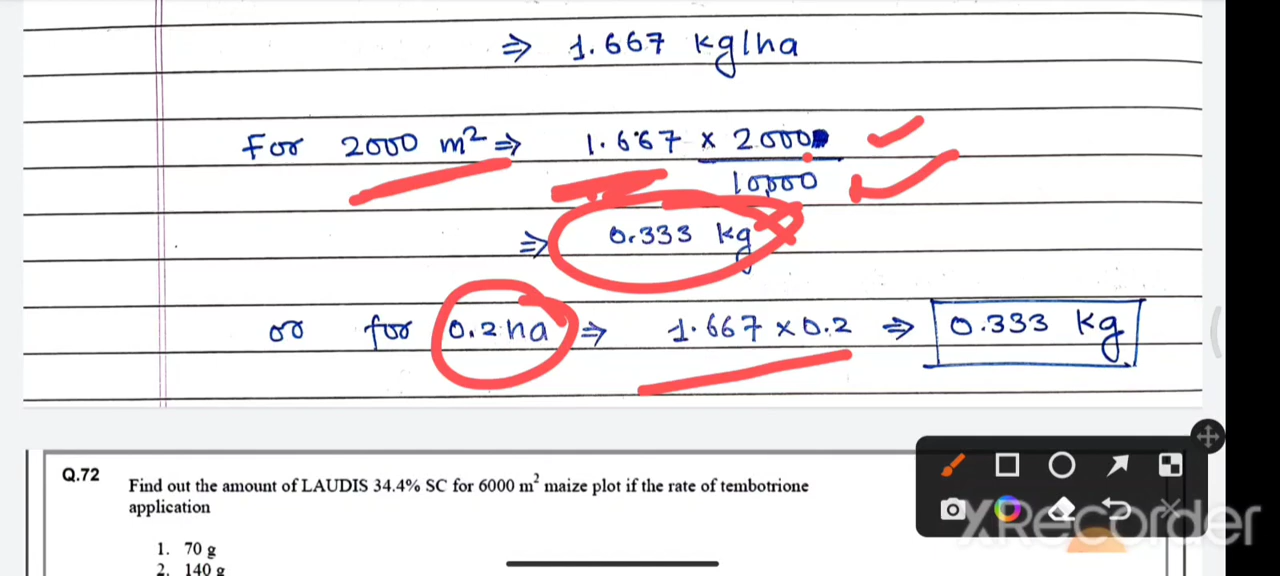 ⇒ 1.667 kg/ha
For 2000 m² ⇒ 1.667 × 2000
10000
⇒ 0.333 kg
or for 0.2 ha ⇒ 1.667 × 0.2 ⇒ 0.333 kg
Q.72 Find out the amount of LAUDIS 34.4% SC for 6000 m² maize plot if the rate of tembotrione
application
1. 70 g
2. 140 g
XRecorder